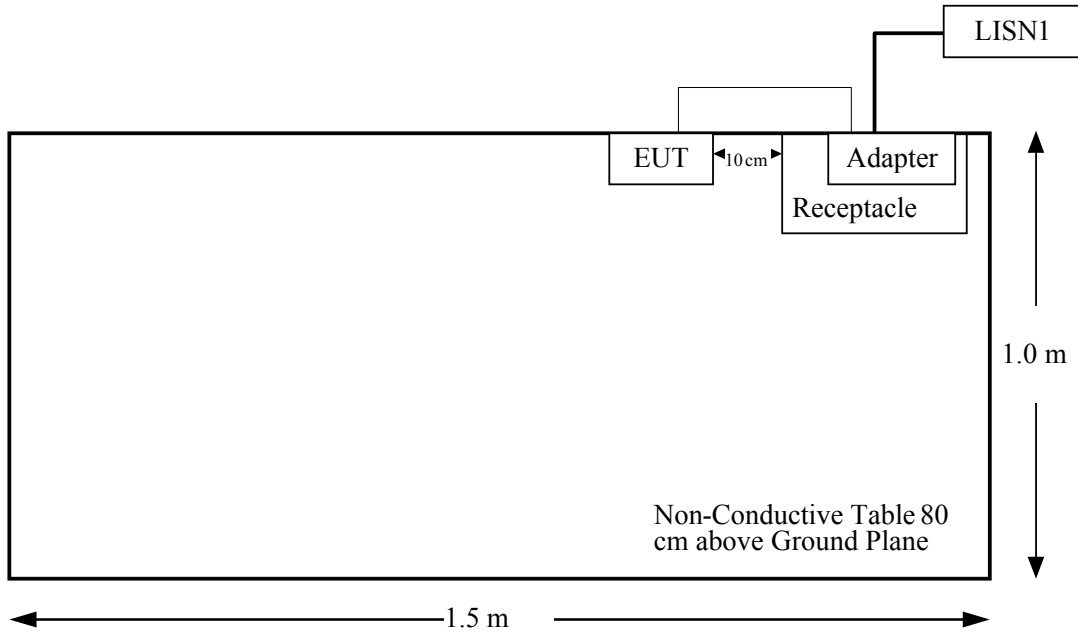 LISN1
EUT
10 cm
Adapter
Receptacle
1.0 m
Non-Conductive Table 80
cm above Ground Plane
1.5 m